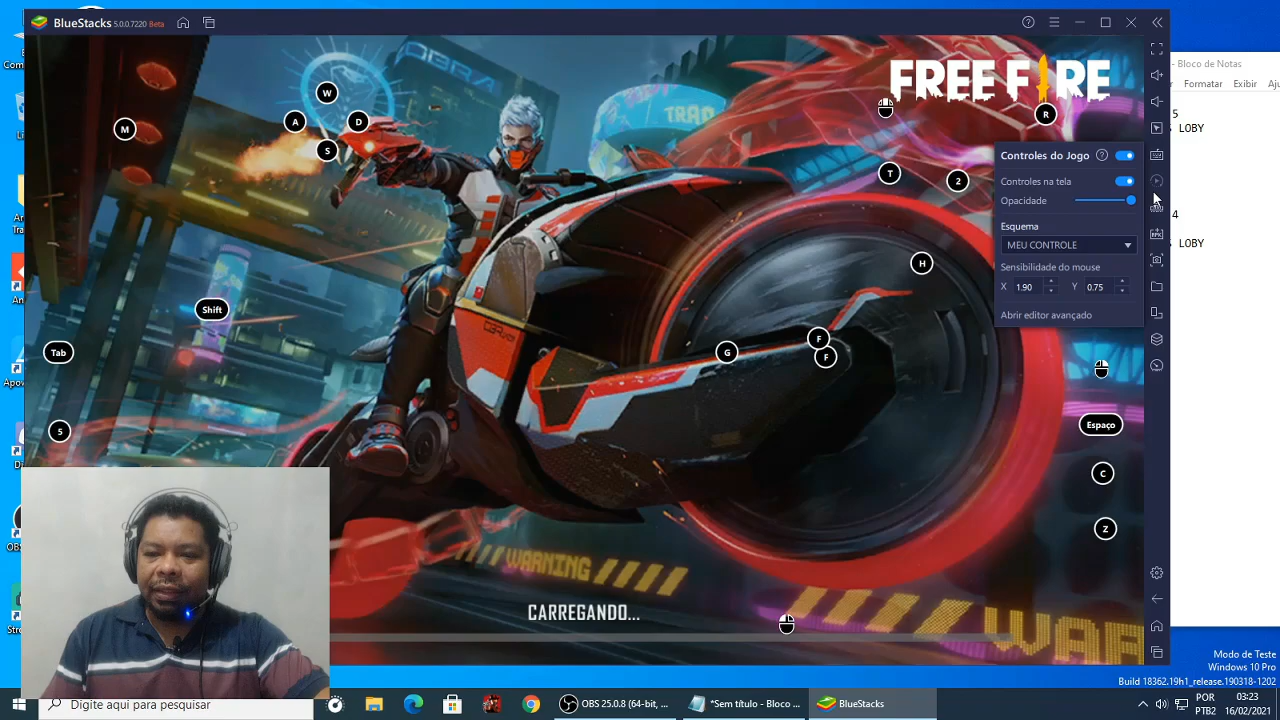 BlueStacks 5.0.0.7220 Beta
- Bloco de Notas
Formatar Exibir
FREE FIRE
TRAP
W
A
D
S
M
R
T
2
H
Shift
Tab
G
F
F
5
Espaço
C
Z
Controles do Jogo
Controles na tela
Opacidade
Esquema
MEU CONTROLE
Sensibilidade do mouse
X 1.90 Y 0.75
Abrir editor avançado
5
S LOBY
4
S LOBY
WARNING
CARREGANDO...
Modo de Teste
Windows 10 Pro
Build 18362.19h1_release.190318-1202
Digite aqui para pesquisar
OBS 25.0.8 (64-bit, ...
*Sem título - Bloco ...
BlueStacks
POR
PTB2
03:23
16/02/2021